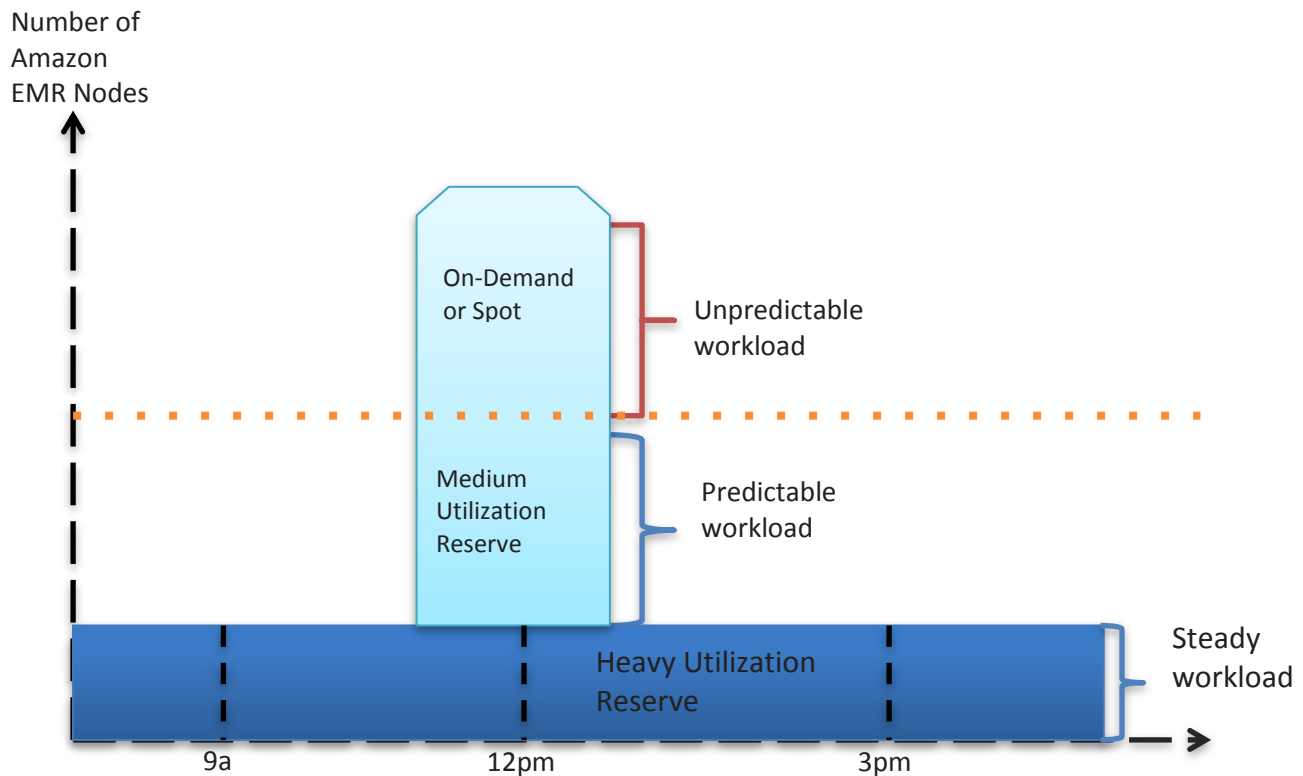 Number of
Amazon
EMR Nodes
On-Demand
or Spot
Unpredictable
workload
Medium
Utilization
Reserve
Predictable
workload
Heavy Utilization
Reserve
Steady
workload
9a
12pm
3pm